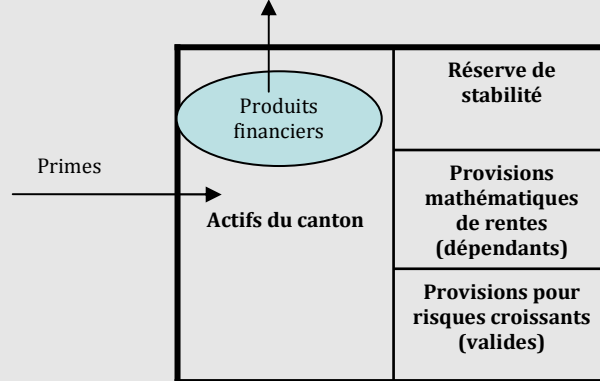 Produits
financiers
Primes
Actifs du canton
Réserve de
stabilité
Provisions
mathématiques
de rentes
(dépendants)
Provisions pour
risques croissants
(valides)